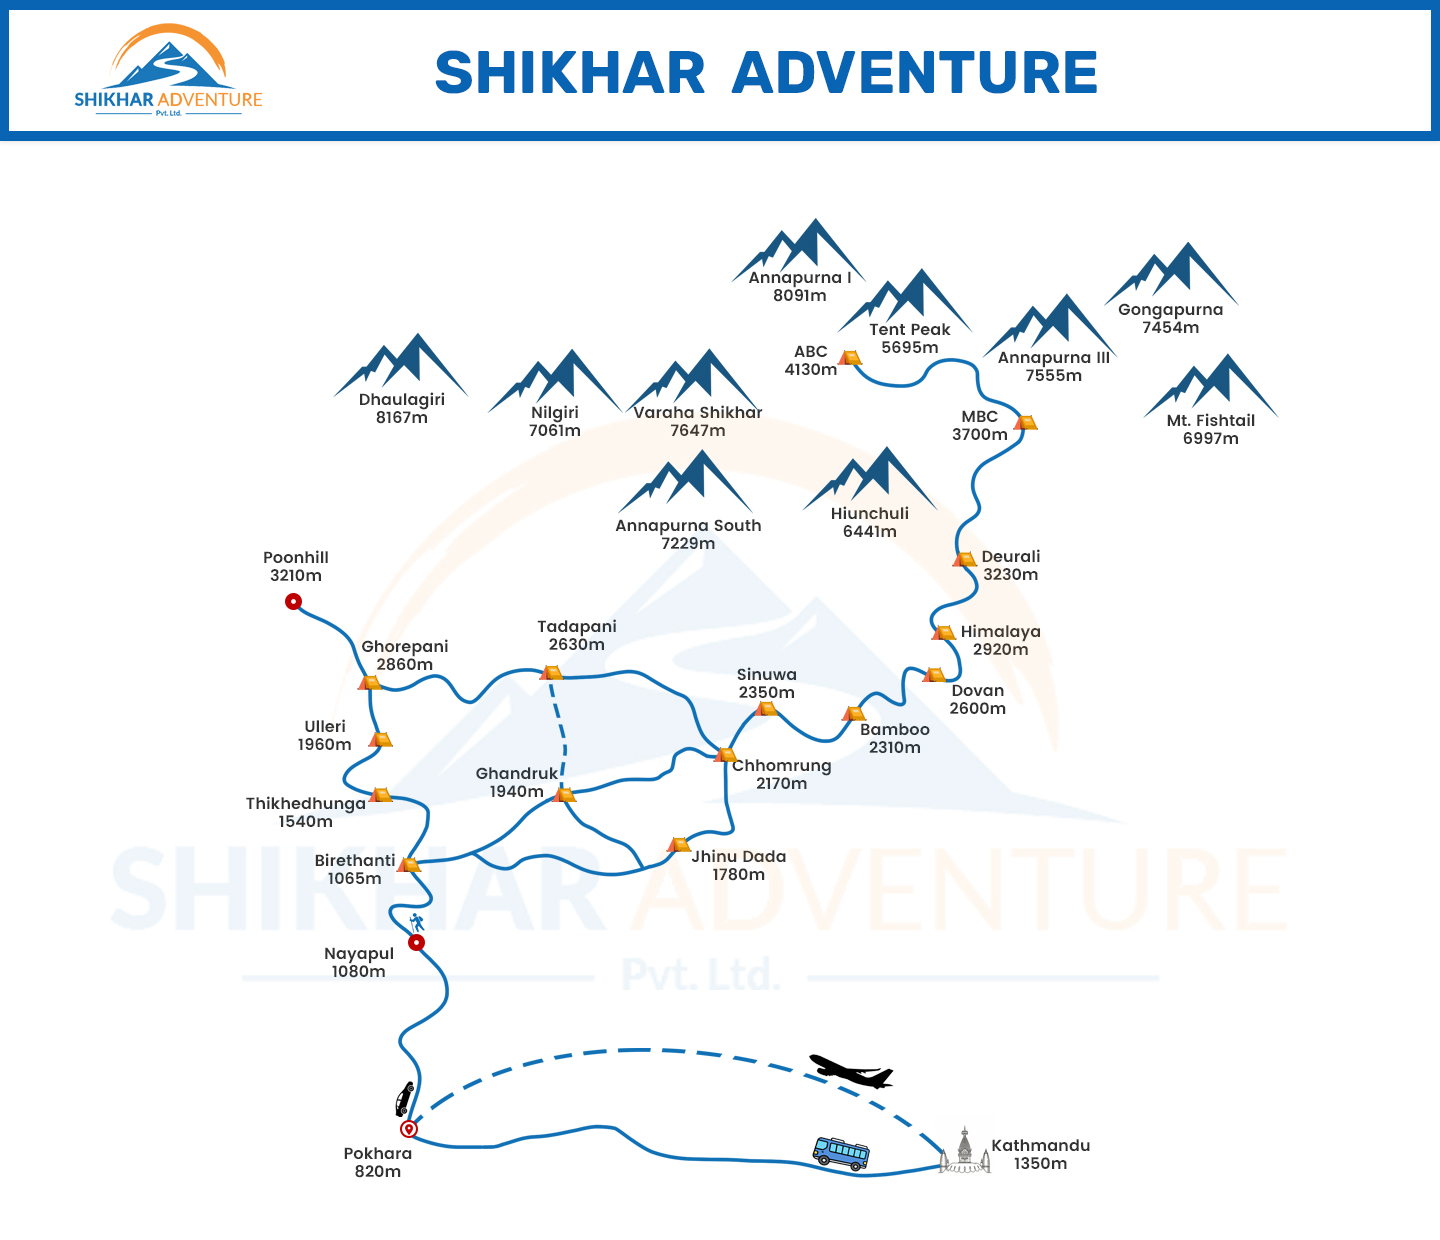 SHIKHAR ADVENTURE
Pvt. Ltd.
SHIKHAR ADVENTURE
Annapurna I
8091m
Tent Peak
5695m
Gongapurna
7454m
Annapurna III
7555m
ABC
4130m
Dhaulagiri
8167m
Nilgiri
7061m
Varaha Shikhar
7647m
MBC
3700m
Mt. Fishtail
6997m
Annapurna South
7229m
Hiunchuli
6441m
Poonhill
3210m
Deurali
3230m
Ghorepani
2860m
Tadapani
2630m
Himalaya
2920m
Sinuwa
2350m
Dovan
2600m
Ulleri
1960m
Bamboo
2310m
Ghandruk
1940m
Chhomrung
2170m
Thikhedhunga
1540m
Birethanti
1065m
Jhinu Dada
1780m
SHIKHAR ADVENTURE
Pvt. Ltd.
Nayapul
1080m
Pokhara
820m
Kathmandu
1350m